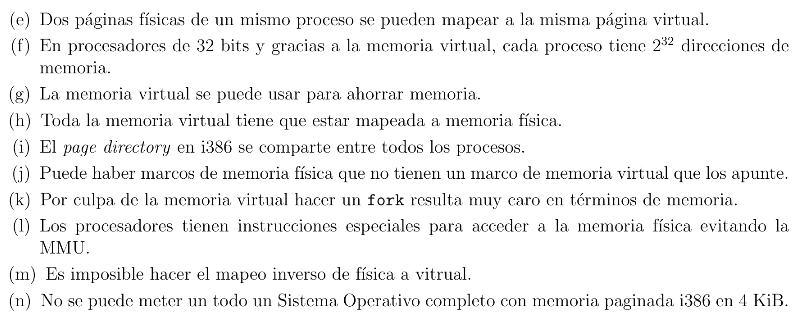 (e) Dos páginas físicas de un mismo proceso se pueden mapear a la misma página virtual.
(f) En procesadores de 32 bits y gracias a la memoria virtual, cada proceso tiene 2³² direcciones de
memoria.
(g) La memoria virtual se puede usar para ahorrar memoria.
(h) Toda la memoria virtual tiene que estar mapeada a memoria física.
(i) El page directory en i386 se comparte entre todos los procesos.
(j) Puede haber marcos de memoria física que no tienen un marco de memoria virtual que los apunte.
(k) Por culpa de la memoria virtual hacer un fork resulta muy caro en términos de memoria.
(l) Los procesadores tienen instrucciones especiales para acceder a la memoria física evitando la
MMU.
(m) Es imposible hacer el mapeo inverso de física a vitrual.
(n) No se puede meter un todo un Sistema Operativo completo con memoria paginada i386 en 4 KiB.